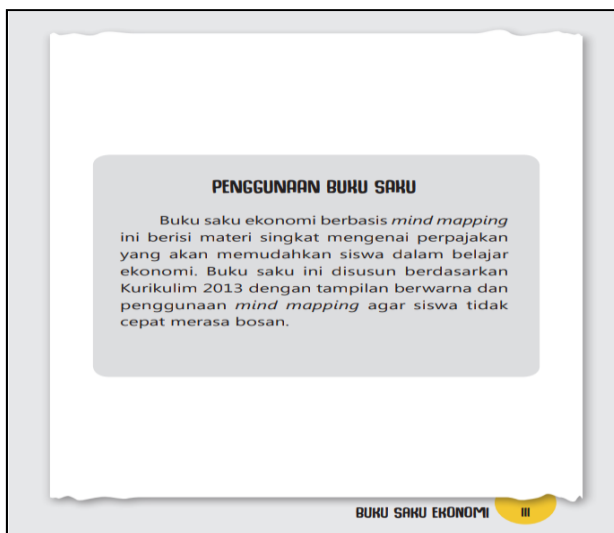 PENGGUNAAN BUKU SAKU
Buku saku ekonomi berbasis mind mapping
ini berisi materi singkat mengenai perpajakan
yang akan memudahkan siswa dalam belajar
ekonomi. Buku saku ini disusun berdasarkan
Kurikulim 2013 dengan tampilan berwarna dan
penggunaan mind mapping agar siswa tidak
cepat merasa bosan.
BUKU SAKU EKONOMI III